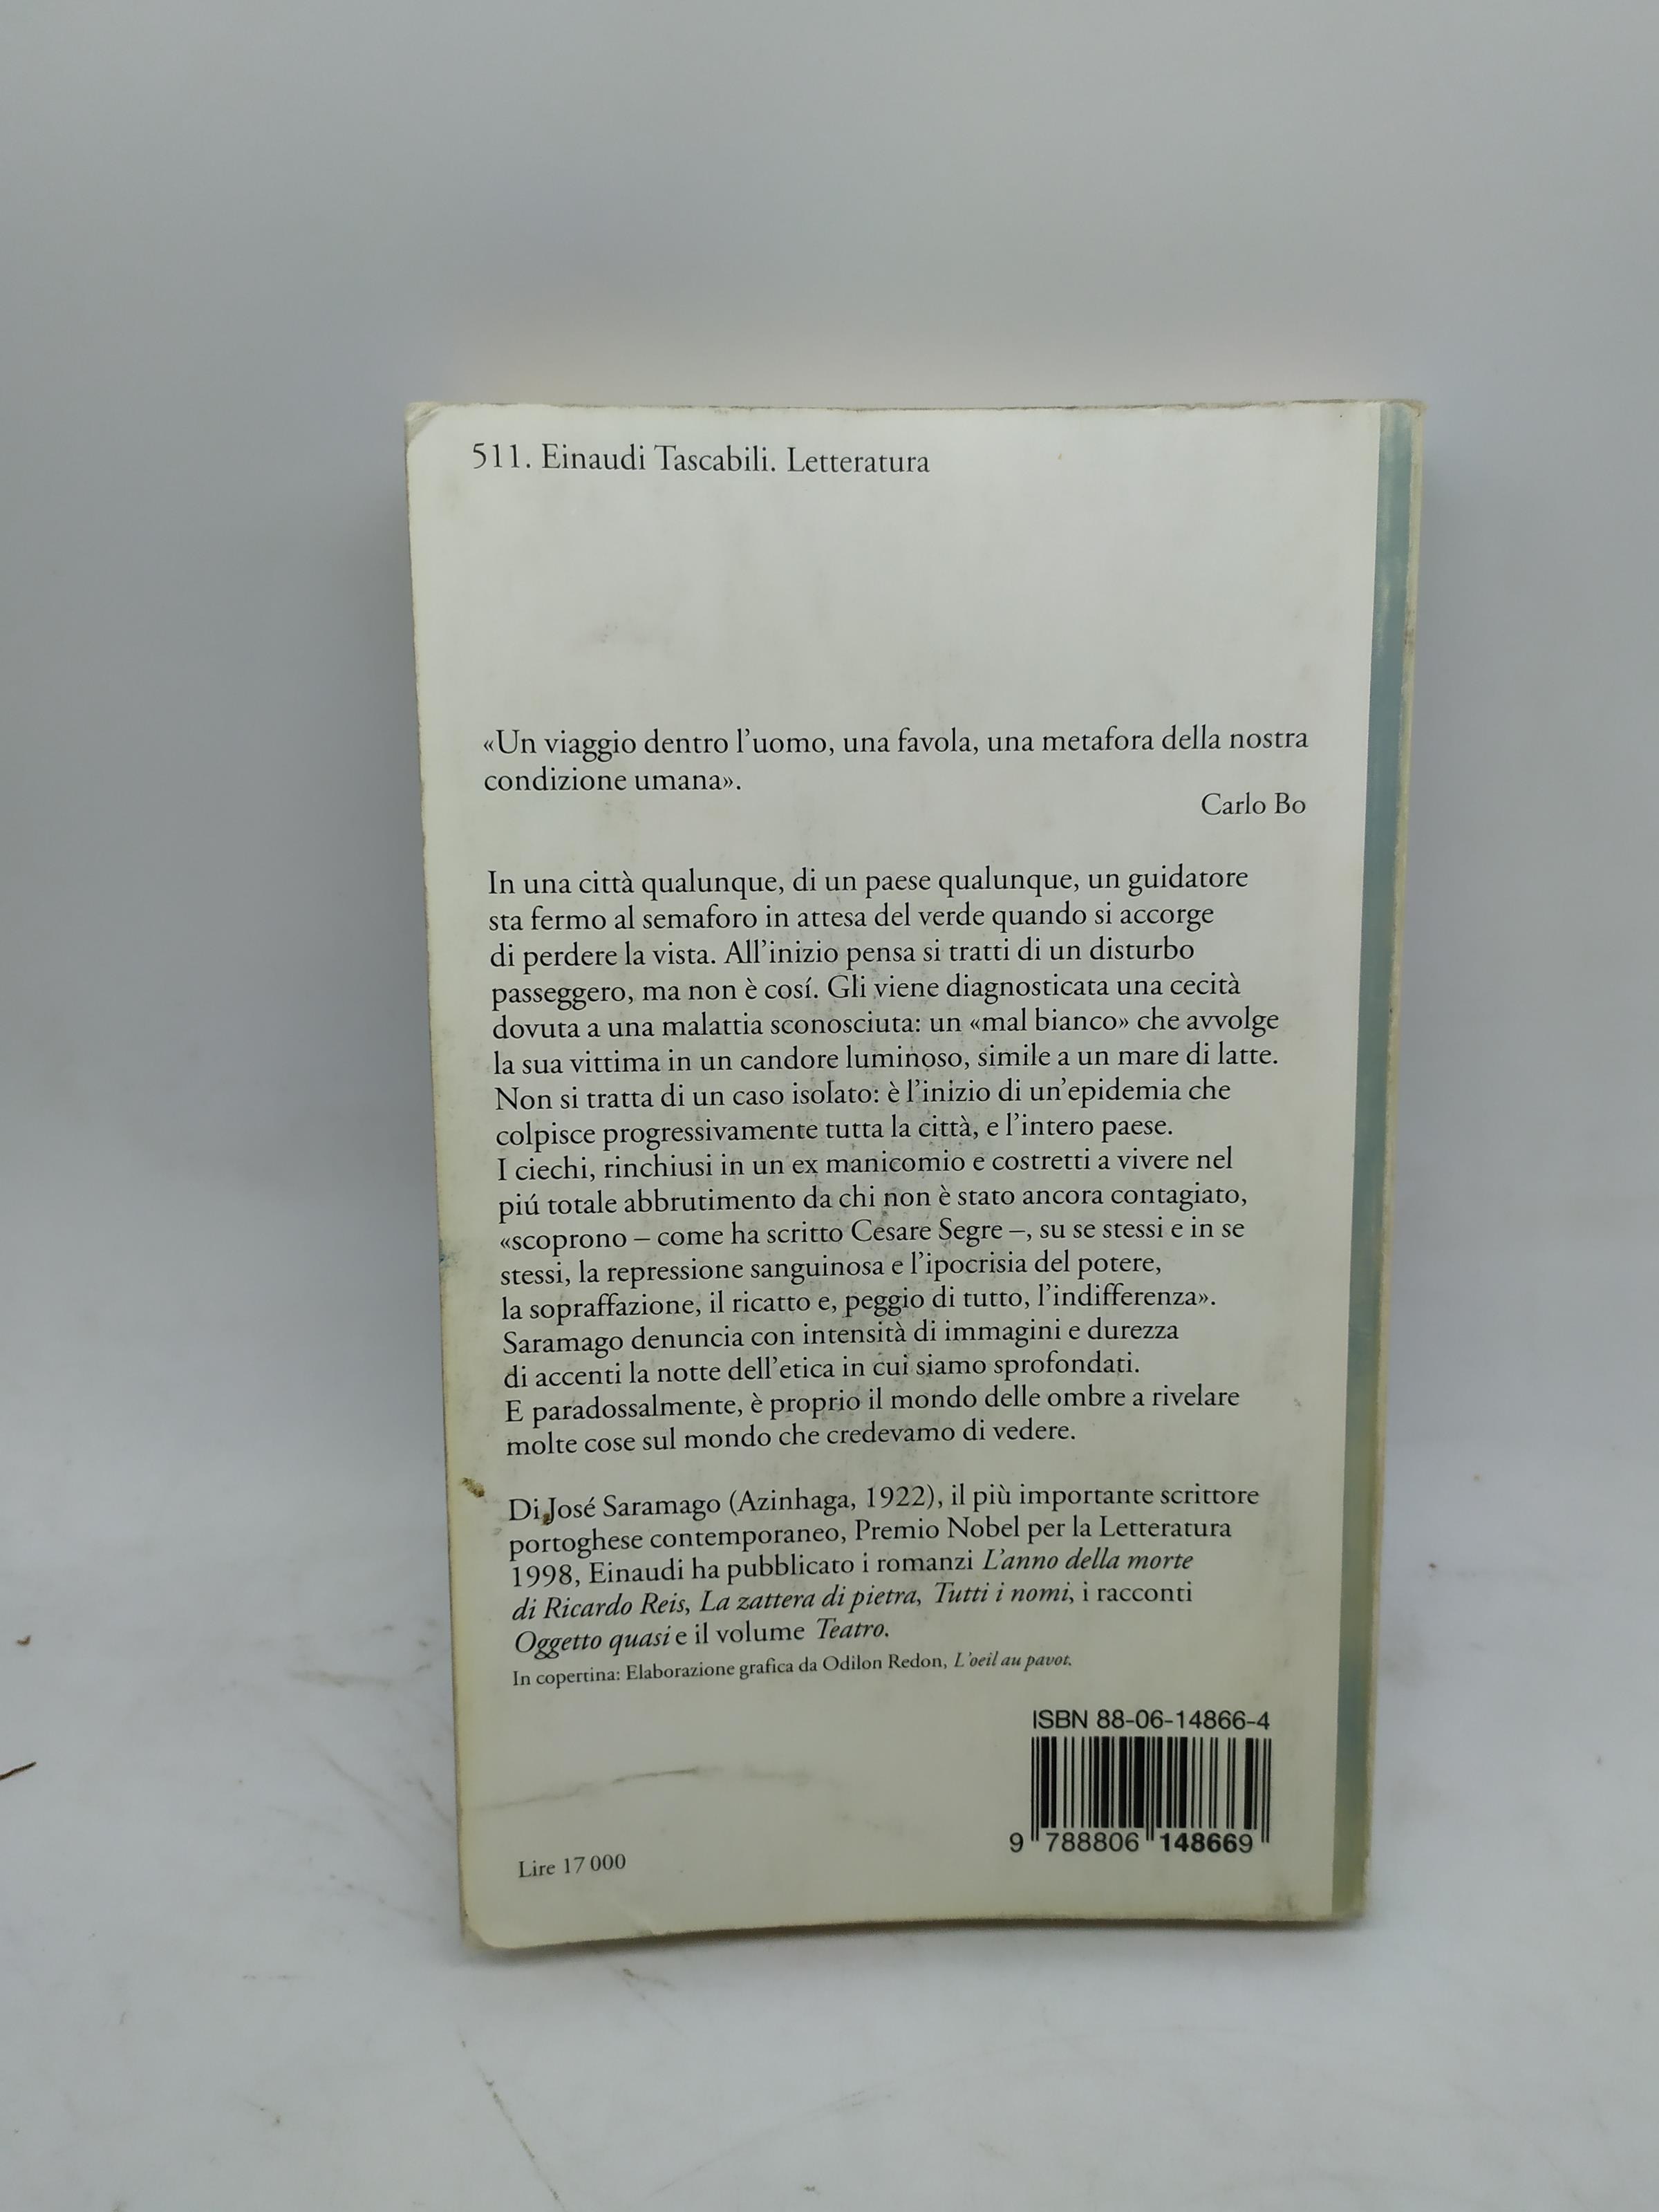 511. Einaudi Tascabili. Letteratura
«Un viaggio dentro l'uomo, una favola, una metafora della nostra
condizione umana».
Carlo Bo
In una città qualunque, di un paese qualunque, un guidatore
sta fermo al semaforo in attesa del verde quando si accorge
di perdere la vista. All'inizio pensa si tratti di un disturbo
passeggero, ma non è cosí. Gli viene diagnosticata una cecità
dovuta a una malattia sconosciuta: un «mal bianco» che avvolge
la sua vittima in un candore luminoso, simile a un mare di latte.
Non si tratta di un caso isolato: è l'inizio di un'epidemia che
colpisce progressivamente tutta la città, e l'intero paese.
I ciechi, rinchiusi in un ex manicomio e costretti a vivere nel
piú totale abbrutimento da chi non è stato ancora contagiato,
«scoprono – come ha scritto Cesare Segre –, su se stessi e in se
stessi, la repressione sanguinosa e l'ipocrisia del potere,
la sopraffazione, il ricatto e, peggio di tutto, l'indifferenza».
Saramago denuncia con intensità di immagini e durezza
di accenti la notte dell'etica in cui siamo sprofondati.
E paradossalmente, è proprio il mondo delle ombre a rivelare
molte cose sul mondo che credevamo di vedere.
Di José Saramago (Azinhaga, 1922), il più importante scrittore
portoghese contemporaneo, Premio Nobel per la Letteratura
1998, Einaudi ha pubblicato i romanzi L'anno della morte
di Ricardo Reis, La zattera di pietra, Tutti i nomi, i racconti
Oggetto quasi e il volume Teatro.
In copertina: Elaborazione grafica da Odilon Redon, L'oeil au pavot.
ISBN 88-06-14866-4
9 788806 148669
Lire 17 000